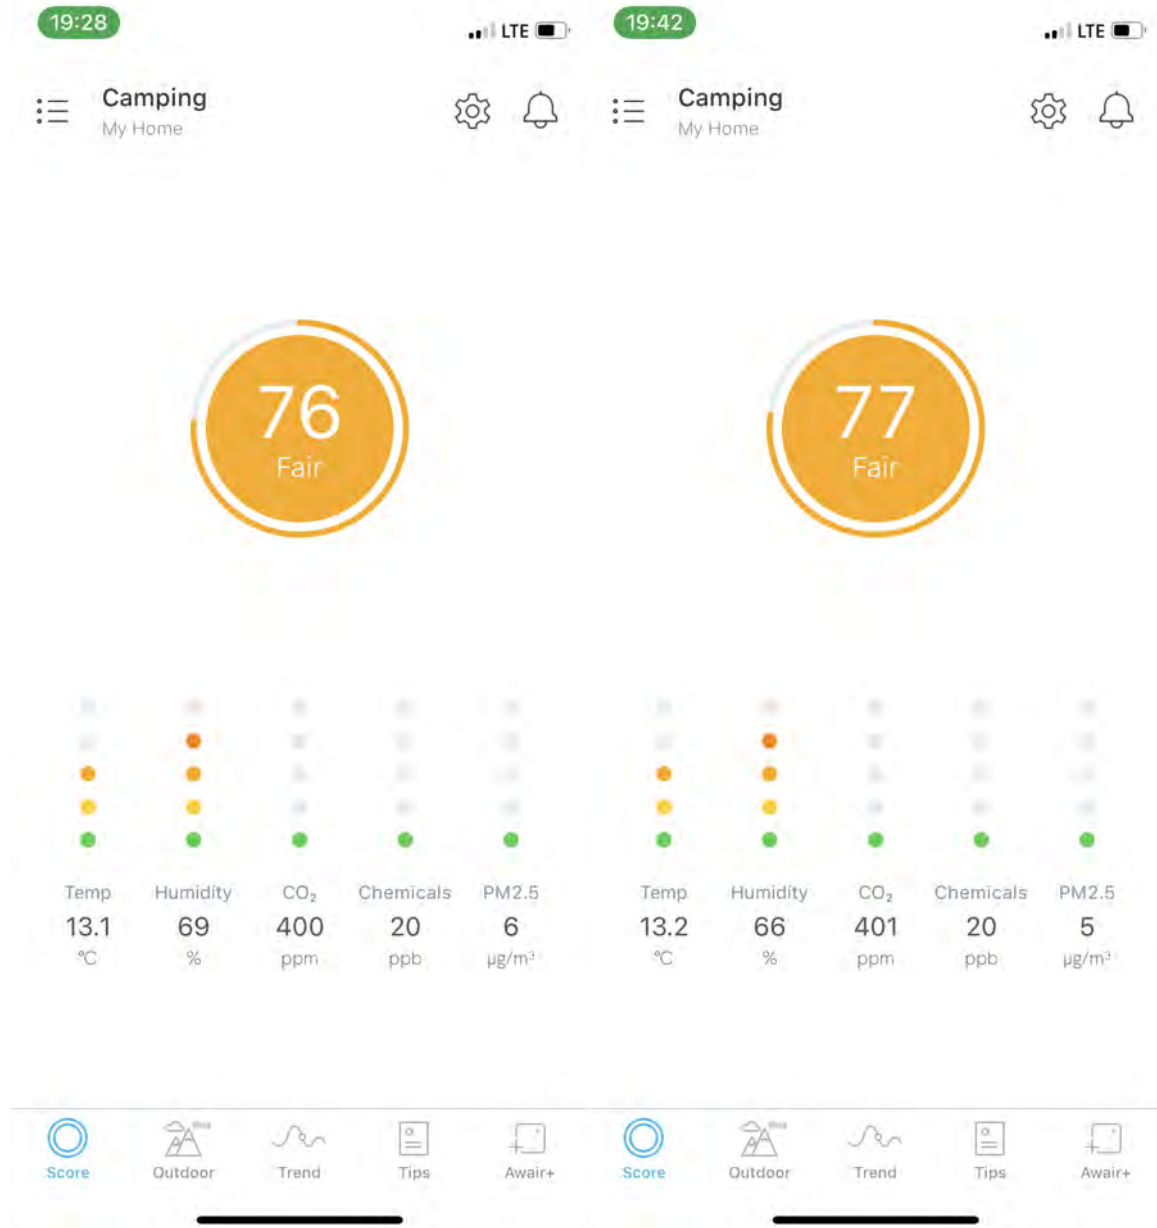 19:28
LTE
Camping
My Home
76
Fair
Temp Humidity CO₂ Chemicals PM2.5
13.1 69 400 20 6
°C % ppm ppb µg/m³
Score Outdoor Trend Tips Awair+
19:42
LTE
Camping
My Home
77
Fair
Temp Humidity CO₂ Chemicals PM2.5
13.2 66 401 20 5
°C % ppm ppb µg/m³
Score Outdoor Trend Tips Awair+